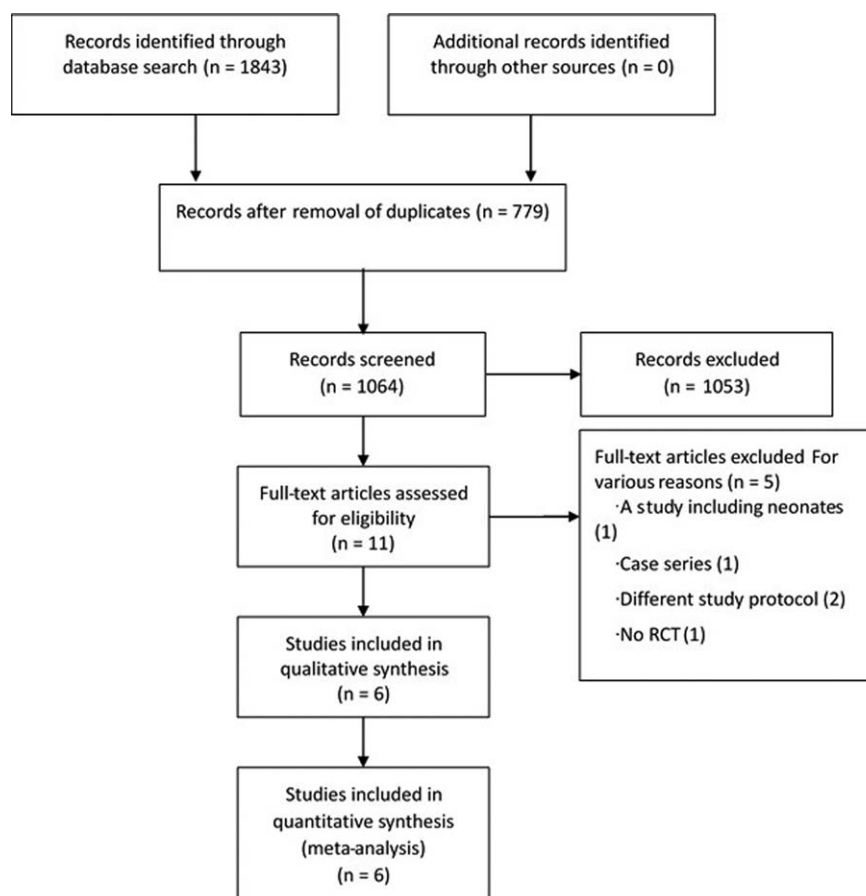 Records identified through
database search (n = 1843)
Additional records identified
through other sources (n = 0)
Records after removal of duplicates (n = 779)
Records screened
(n = 1064)
Records excluded
(n = 1053)
Full-text articles assessed
for eligibility
(n = 11)
Full-text articles excluded For
various reasons (n = 5)
·A study including neonates
(1)
·Case series (1)
·Different study protocol (2)
·No RCT (1)
Studies included in
qualitative synthesis
(n = 6)
Studies included in
quantitative synthesis
(meta-analysis)
(n = 6)